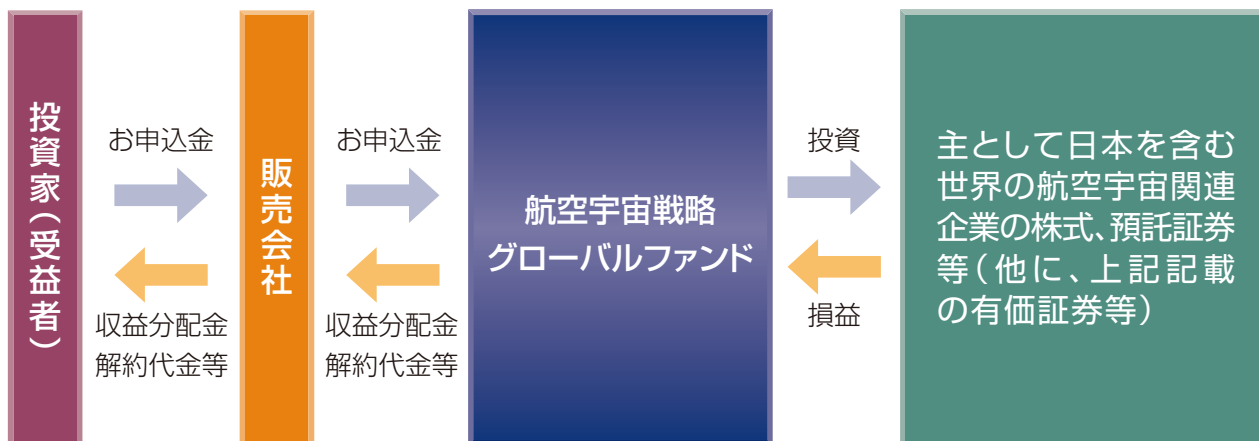 投資家（受益者）
お申込金
収益分配金
解約代金等
販売会社
お申込金
収益分配金
解約代金等
航空宇宙戦略
グローバルファンド
投資
損益
主として日本を含む
世界の航空宇宙関連
企業の株式、預託証券
等（他に、上記記載
の有価証券等）